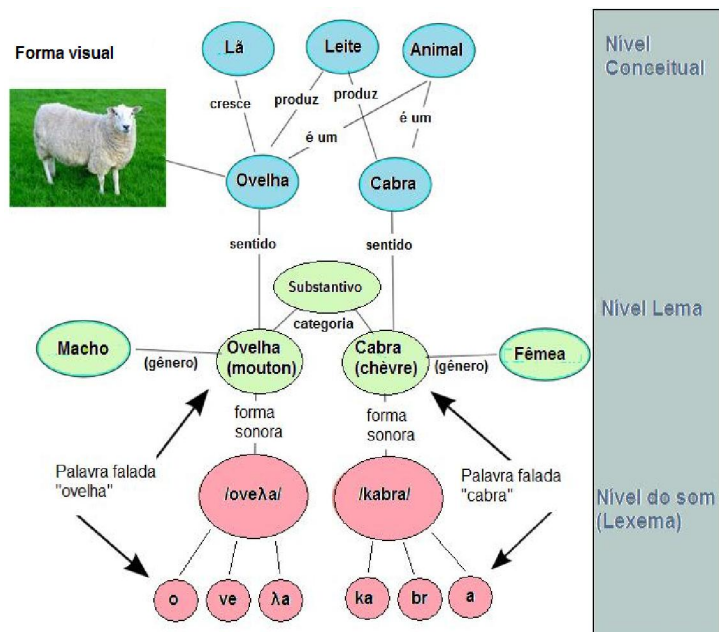 Forma visual
Lã
Leite
Animal
Nível
Conceitual
cresce
produz
produz
é um
é um
Ovelha
Cabra
sentido
sentido
Substantivo
categoria
Nível Lema
Macho
(gênero)
Ovelha
(mouton)
Cabra
(chèvre)
(gênero)
Fêmea
forma
sonora
forma
sonora
Palavra falada
"ovelha"
/oveλa/
/kabra/
Palavra falada
"cabra"
Nível do som
(Lexema)
o
ve
λa
ka
br
a